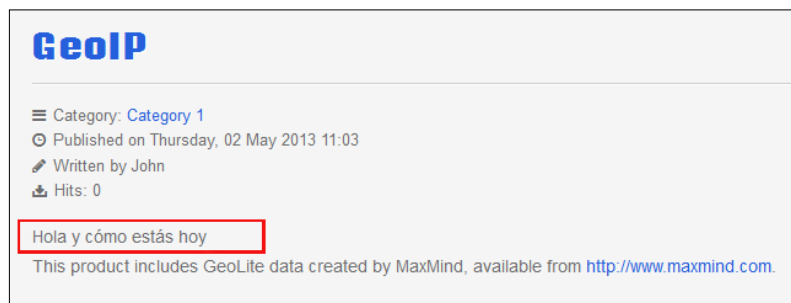 GeoIP
Category: Category 1
Published on Thursday, 02 May 2013 11:03
Written by John
Hits: 0
Hola y cómo estás hoy
This product includes GeoLite data created by MaxMind, available from http://www.maxmind.com.